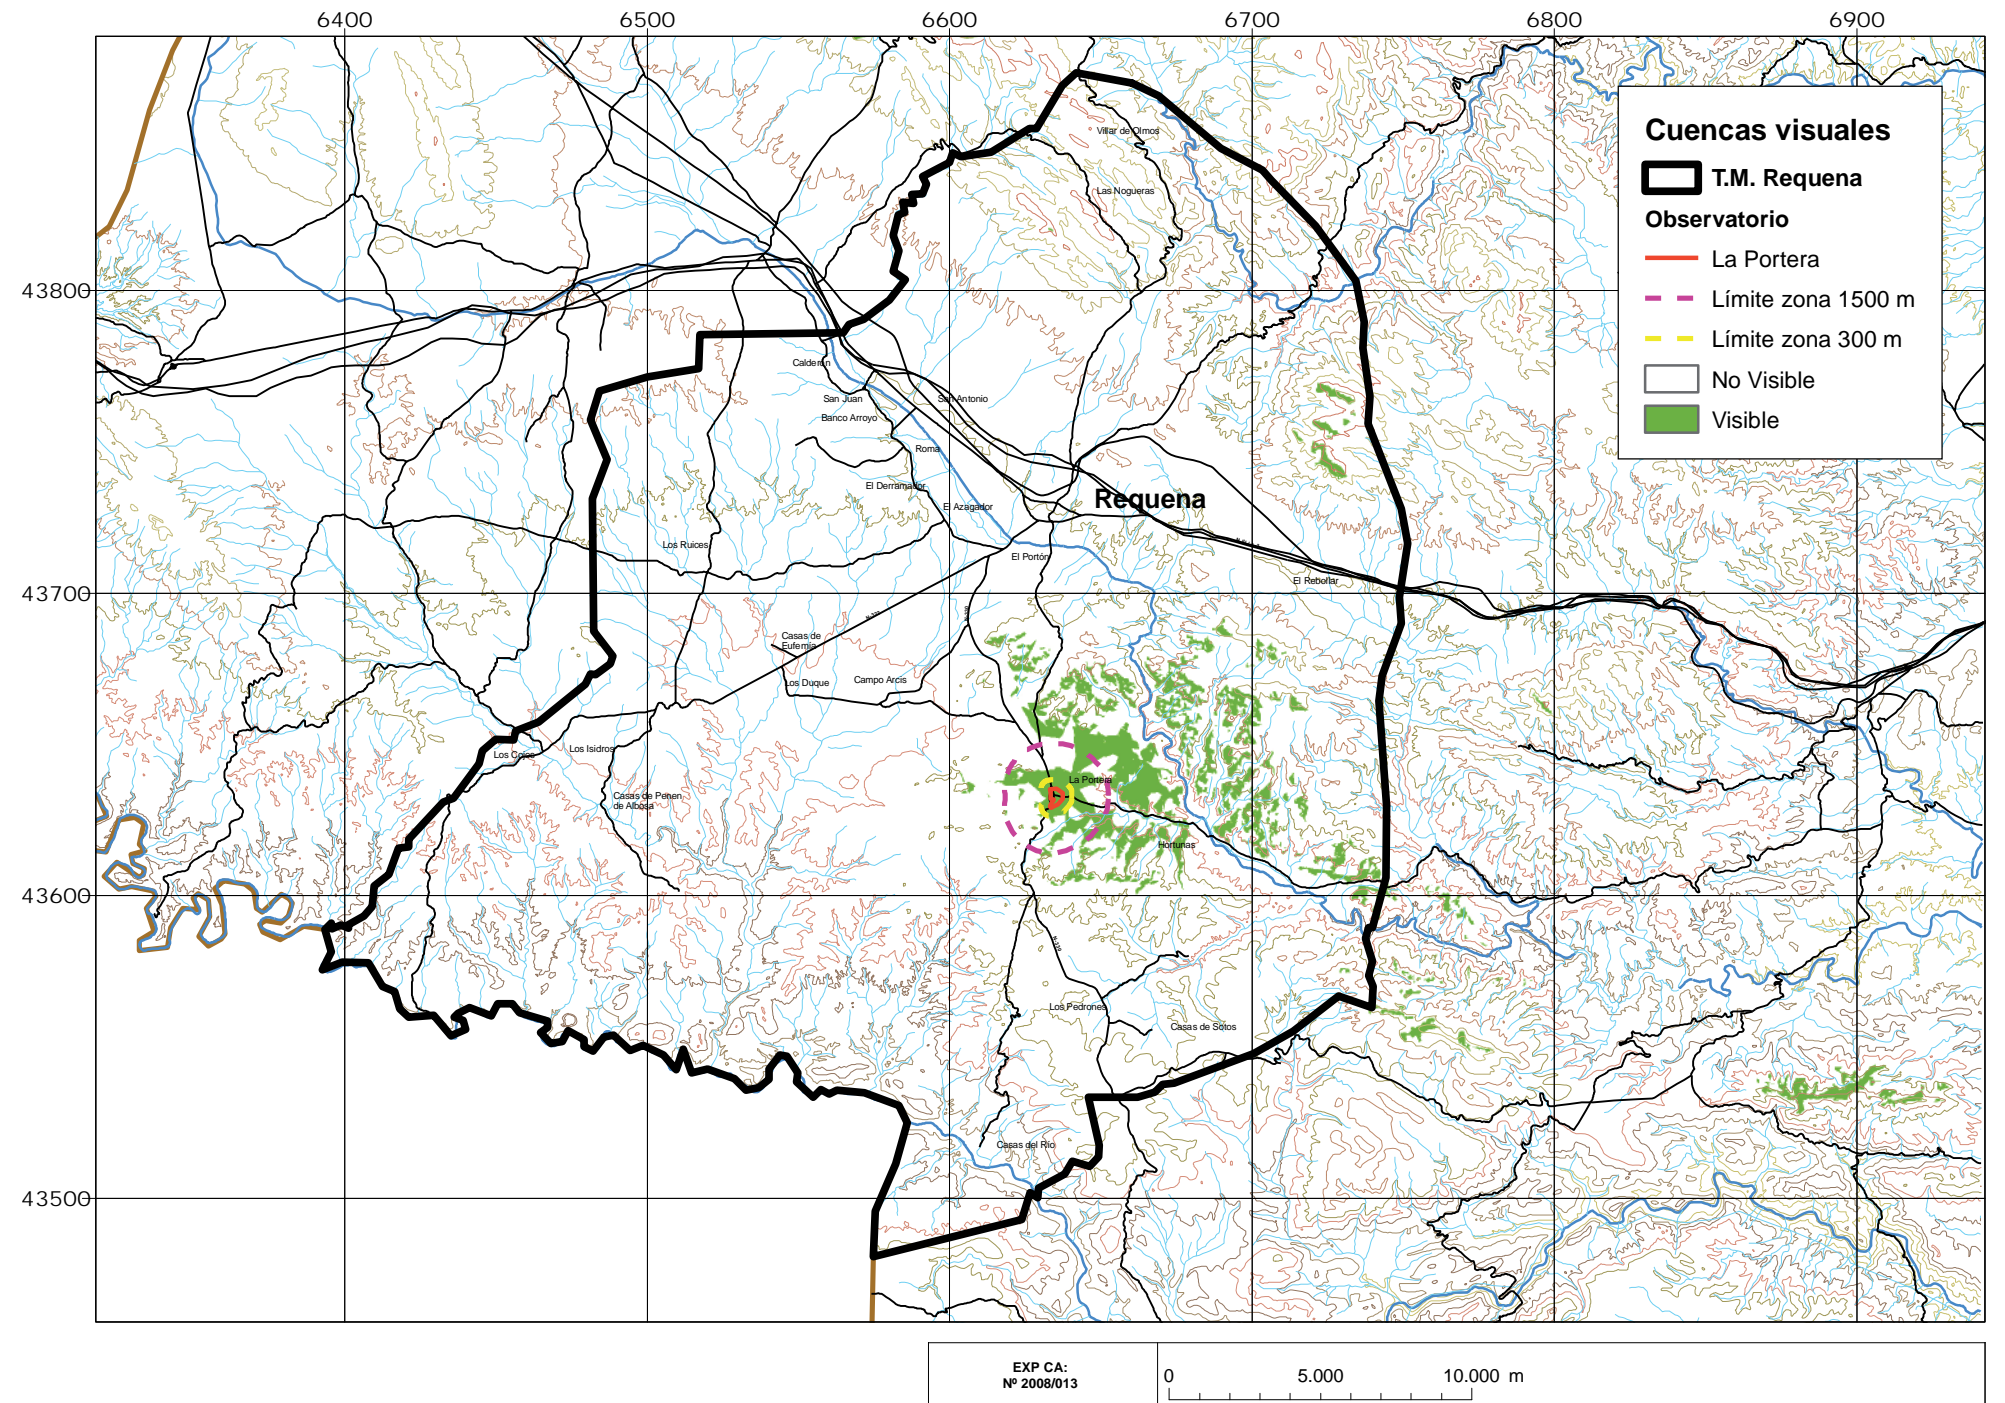 6400 6500 6600 6700 6800 6900
Cuencas visuales
T.M. Requena
Observatorio
La Portera
Límite zona 1500 m
Límite zona 300 m
No Visible
Visible
43800
43700
43600
43500
Villar de Olmos
Las Nogueras
Calderón
San Juan
San Antonio
Banco Arroyo
Roma
El Derramador
El Azagador
Requena
Los Ruices
El Portón
El Rebollar
Casas de
Eufemia
Los Duque
Campo Arcis
Los Cojos
Los Isidros
Casas de Penen
de Albosa
La Portera
Hortunas
N-330
Los Pedrones
Casas de Sotos
Casas del Río
EXP CA:
Nº 2008/013
0 5.000 10.000 m